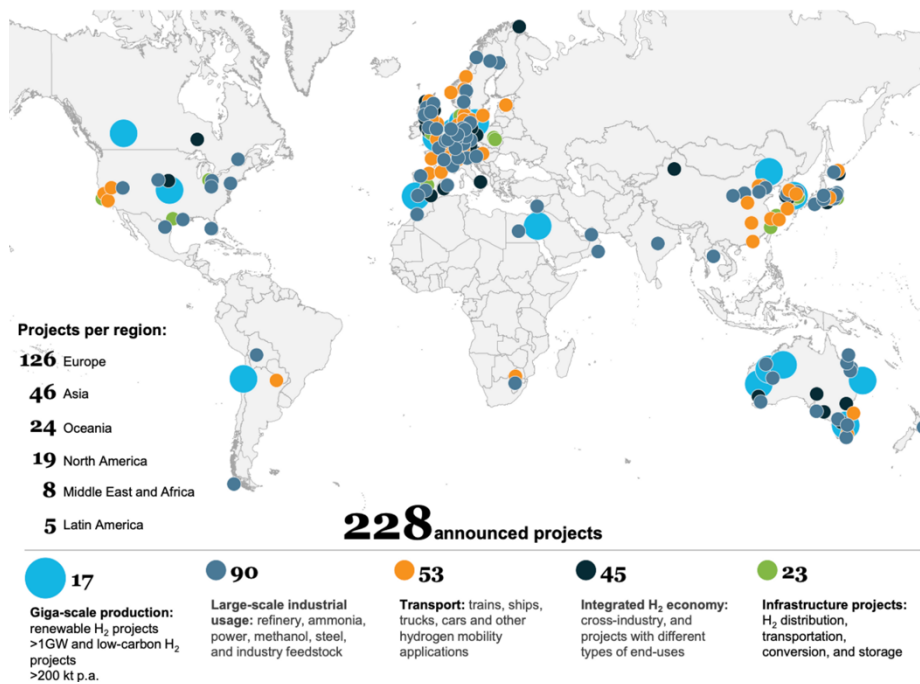 Projects per region:
126 Europe
46 Asia
24 Oceania
19 North America
8 Middle East and Africa
5 Latin America
228 announced projects
17
Giga-scale production:
renewable H₂ projects
>1GW and low-carbon H₂
projects
>200 kt p.a.
90
Large-scale industrial
usage: refinery, ammonia,
power, methanol, steel,
and industry feedstock
53
Transport: trains, ships,
trucks, cars and other
hydrogen mobility
applications
45
Integrated H₂ economy:
cross-industry, and
projects with different
types of end-uses
23
Infrastructure projects:
H₂ distribution,
transportation,
conversion, and storage